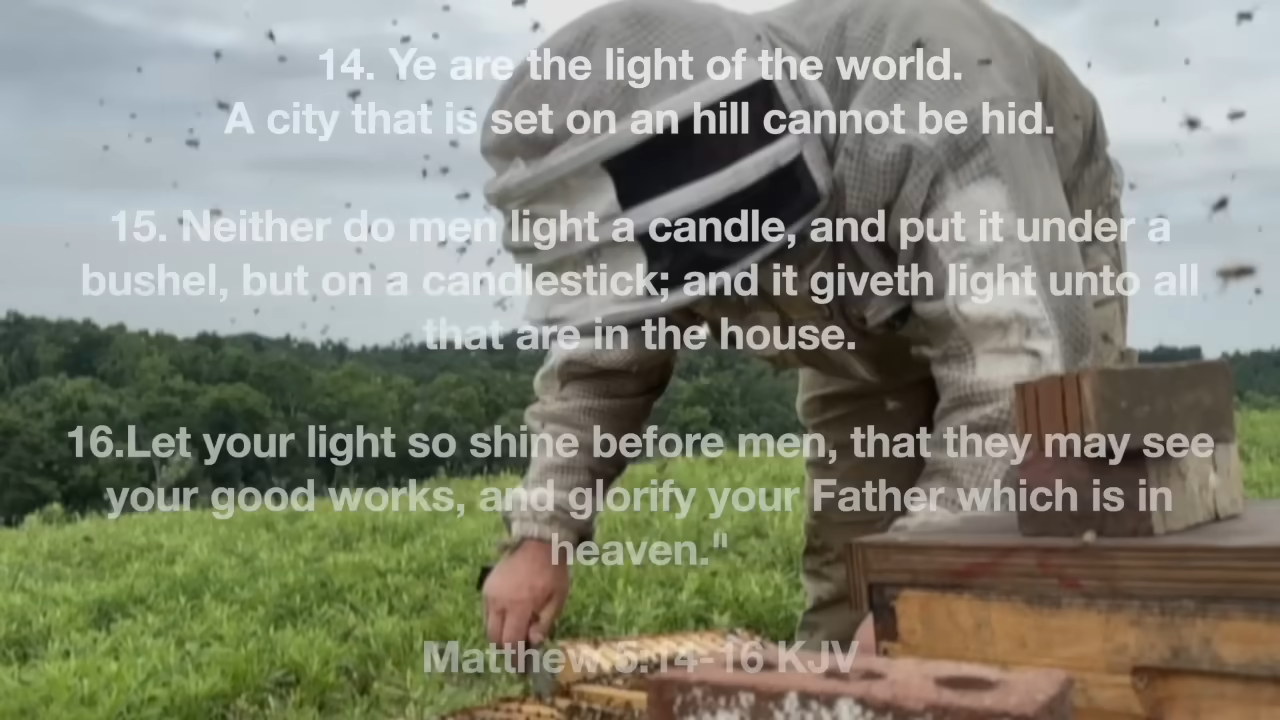 14. Ye are the light of the world.
A city that is set on an hill cannot be hid.
15. Neither do men light a candle, and put it under a
bushel, but on a candlestick; and it giveth light unto all
that are in the house.
16.Let your light so shine before men, that they may see
your good works, and glorify your Father which is in
heaven."
Matthew 5:14-16 KJV